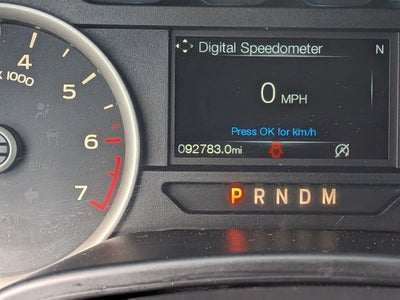 4
x 1000
5
6
7
Digital Speedometer N
0 MPH
Press OK for km/h
092783.0mi
P R N D M